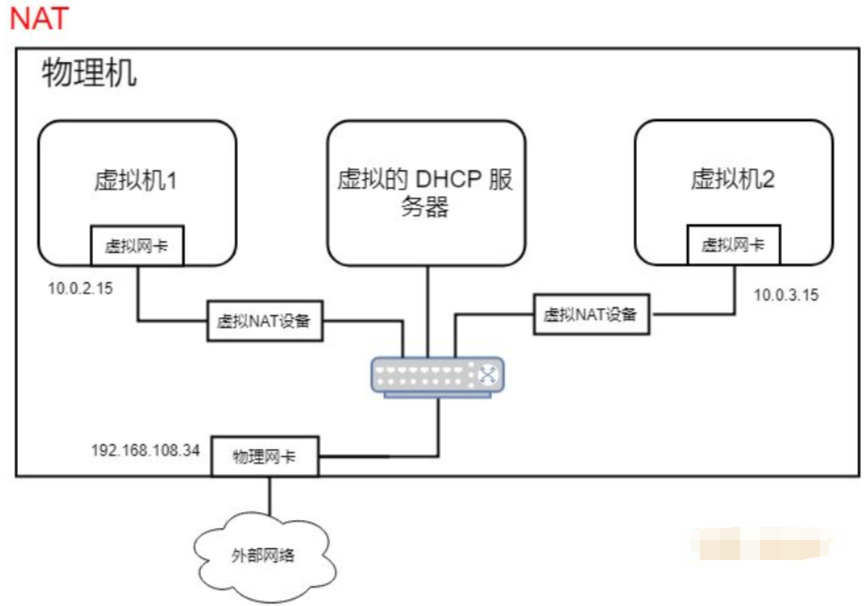 NAT
物理机
虚拟机1
虚拟的 DHCP 服
务器
虚拟机2
虚拟网卡
虚拟网卡
10.0.2.15
10.0.3.15
虚拟NAT设备
虚拟NAT设备
192.168.108.34
物理网卡
外部网络